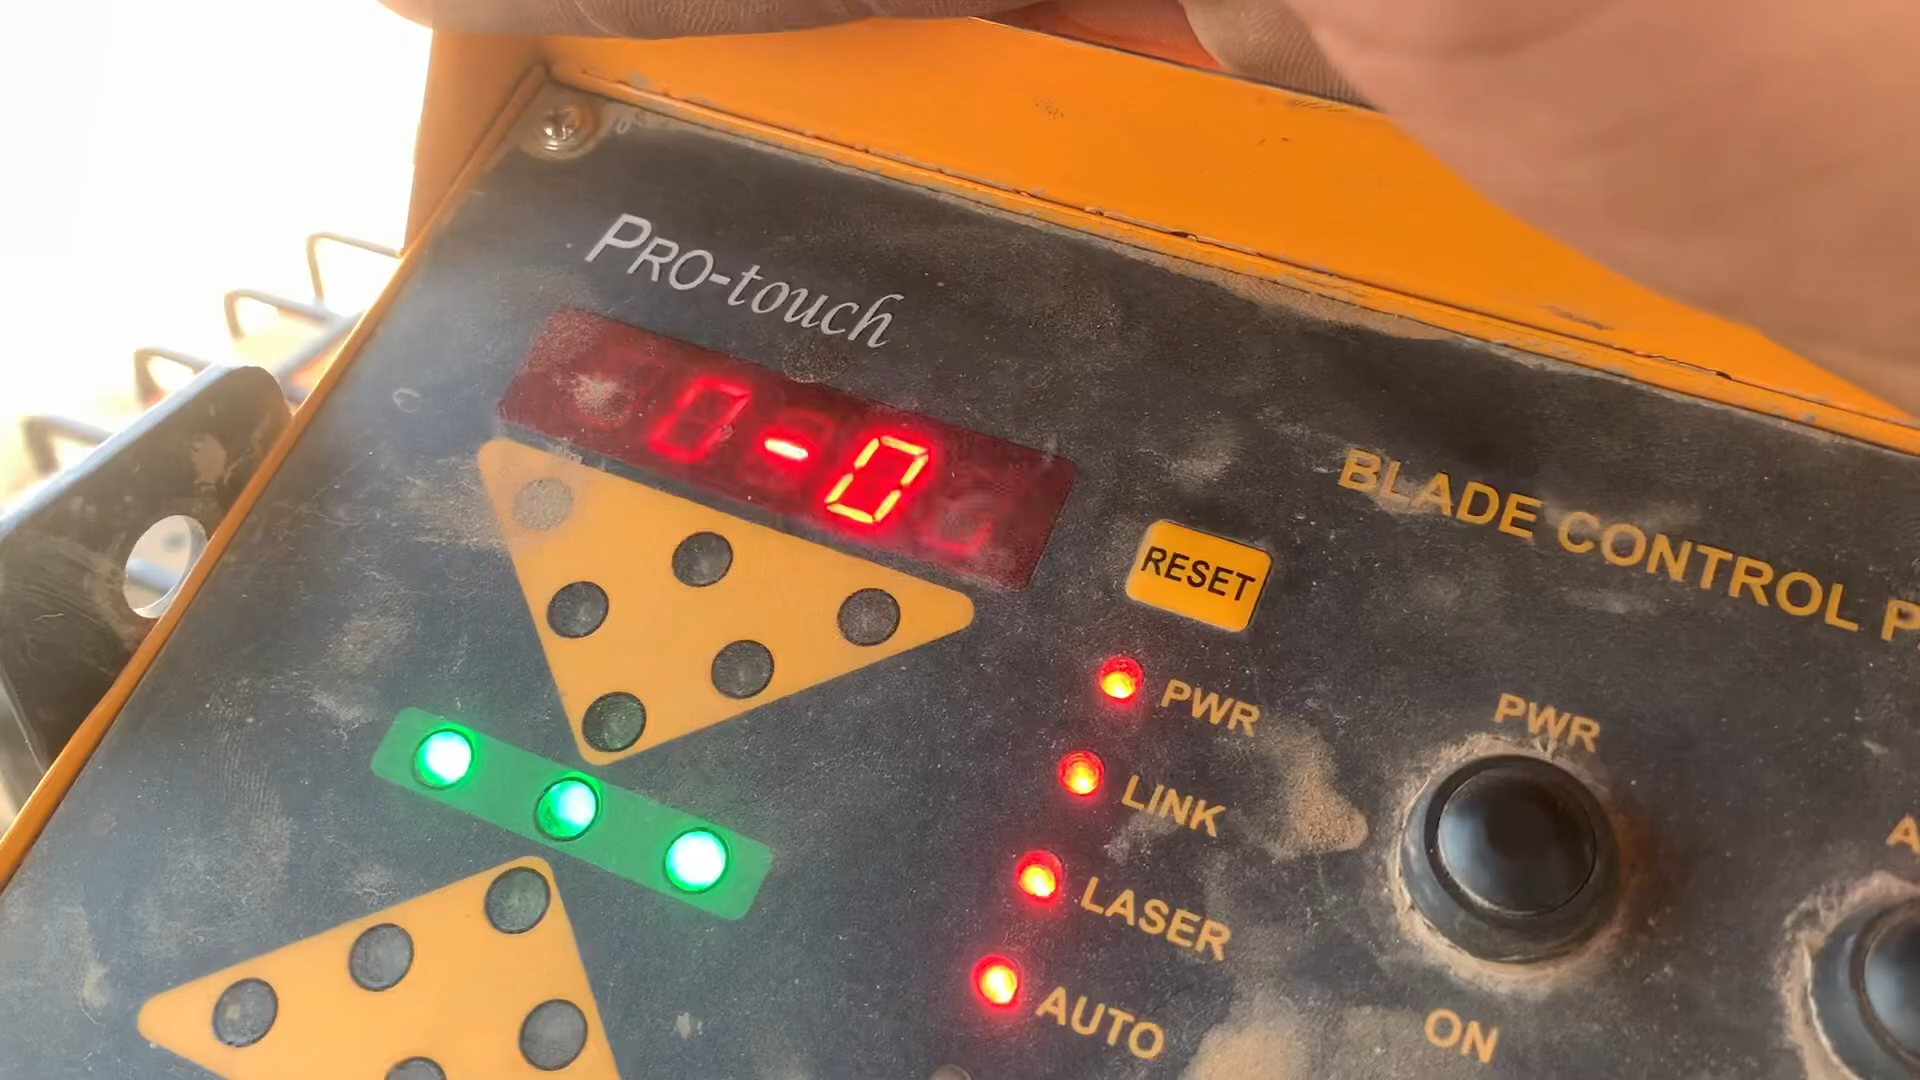 PRO-touch
0-0
RESET
BLADE CONTROL
PWR
PWR
LINK
LASER
AUTO
ON